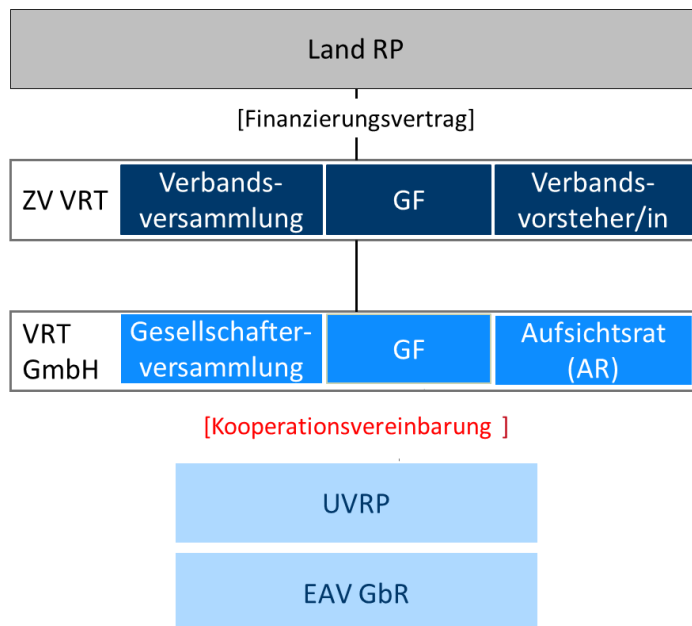 Land RP
[Finanzierungsvertrag]
ZV VRT
Verbands-
versammlung
GF
Verbands-
vorsteher/in
VRT
GmbH
Gesellschafter-
versammlung
GF
Aufsichtsrat
(AR)
[Kooperationsvereinbarung ]
UVRP
EAV GbR